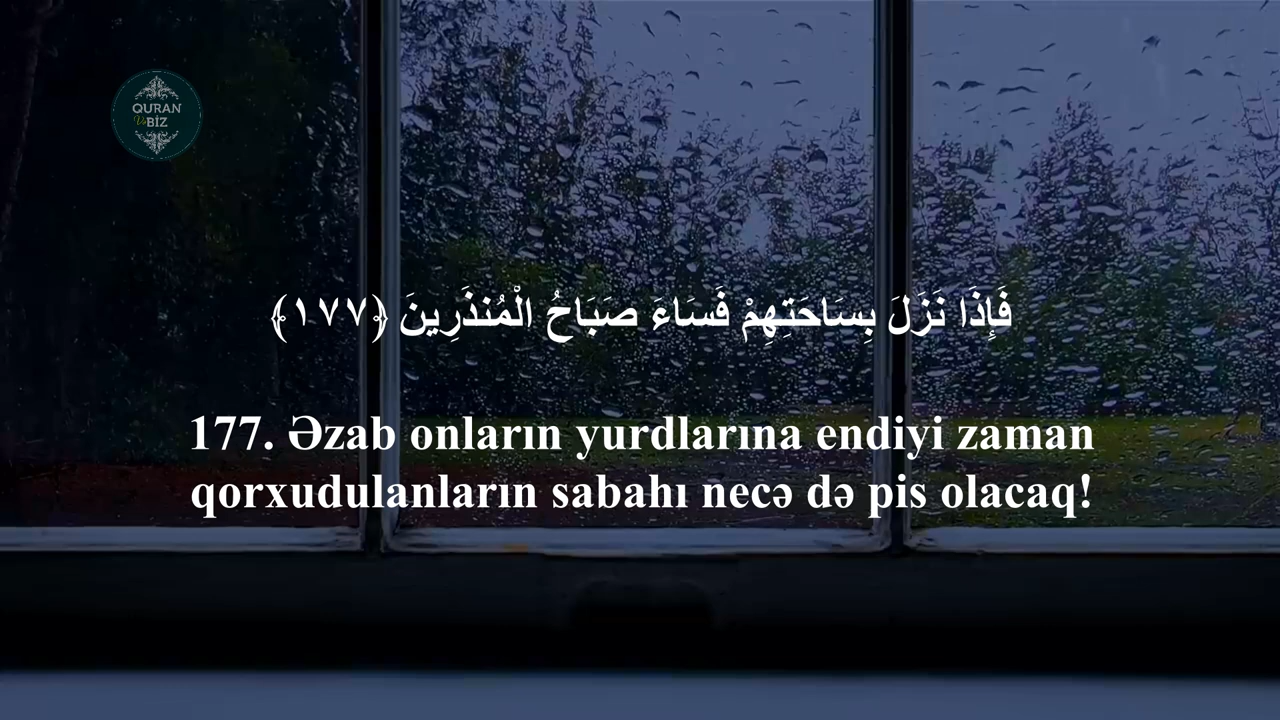 QURAN
Və BİZ
فَإِذَا نَزَلَ بِسَاحَتِهِمْ فَسَاءَ صَبَاحُ الْمُنذَرِينَ ﴿١٧٧﴾
177. Əzab onların yurdlarına endiyi zaman
qorxudulanların sabahı necə də pis olacaq!